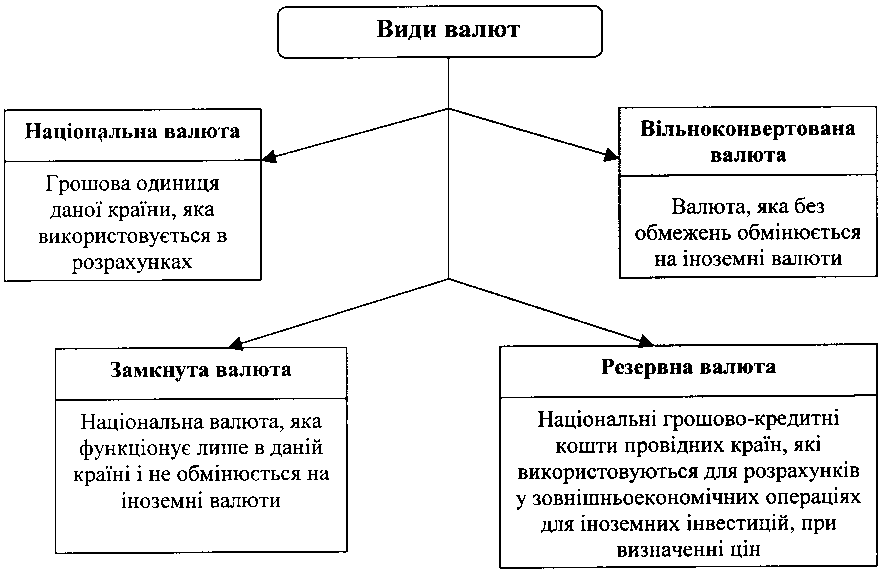 Види валют
Національна валюта
Грошова одиниця
даної країни, яка
використовується в
розрахунках
Вільноконвертована
валюта
Валюта, яка без
обмежень обмінюється
на іноземні валюти
Замкнута валюта
Національна валюта, яка
функціонує лише в даній
країні і не обмінюється на
іноземні валюти
Резервна валюта
Національні грошово-кредитні
кошти провідних країн, які
використовуються для розрахунків
у зовнішньоекономічних операціях
для іноземних інвестицій, при
визначенні цін